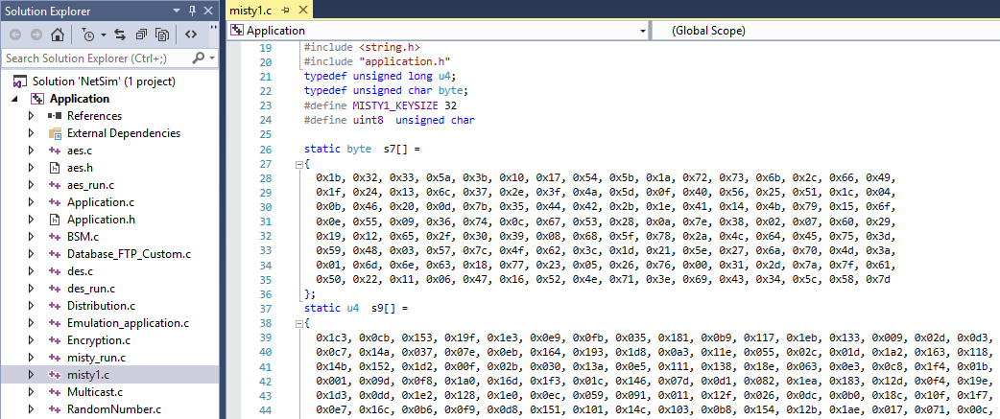 Solution Explorer
Search Solution Explorer (Ctrl+;)
Solution 'NetSim' (1 project)
Application
References
External Dependencies
aes.c
aes.h
aes_run.c
Application.c
Application.h
BSM.c
Database_FTP_Custom.c
des.c
des_run.c
Distribution.c
Emulation_application.c
Encryption.c
misty_run.c
misty1.c
Multicast.c
RandomNumber.c
misty1.c
Application (Global Scope)
19 #include <string.h>
20 #include "application.h"
21 typedef unsigned long u4;
22 typedef unsigned char byte;
23 #define MISTY1_KEYSIZE 32
24 #define uint8  unsigned char
25
26 static byte  s7[] =
27 {
28 0x1b, 0x32, 0x33, 0x5a, 0x3b, 0x10, 0x17, 0x54, 0x5b, 0x1a, 0x72, 0x73, 0x6b, 0x2c, 0x66, 0x49,
29 0x1f, 0x24, 0x13, 0x6c, 0x37, 0x2e, 0x3f, 0x4a, 0x5d, 0x0f, 0x40, 0x56, 0x25, 0x51, 0x1c, 0x04,
30 0x0b, 0x46, 0x20, 0x0d, 0x7b, 0x35, 0x44, 0x42, 0x2b, 0x1e, 0x41, 0x14, 0x4b, 0x79, 0x15, 0x6f,
31 0x0e, 0x55, 0x09, 0x36, 0x74, 0x0c, 0x67, 0x53, 0x28, 0x0a, 0x7e, 0x38, 0x02, 0x07, 0x60, 0x29,
32 0x19, 0x12, 0x65, 0x2f, 0x30, 0x39, 0x08, 0x68, 0x5f, 0x78, 0x2a, 0x4c, 0x64, 0x45, 0x75, 0x3d,
33 0x59, 0x48, 0x03, 0x57, 0x7c, 0x4f, 0x62, 0x3c, 0x1d, 0x21, 0x5e, 0x27, 0x6a, 0x70, 0x4d, 0x3a,
34 0x01, 0x6d, 0x6e, 0x63, 0x18, 0x77, 0x23, 0x05, 0x26, 0x76, 0x00, 0x31, 0x2d, 0x7a, 0x7f, 0x61,
35 0x50, 0x22, 0x11, 0x06, 0x47, 0x16, 0x52, 0x4e, 0x71, 0x3e, 0x69, 0x43, 0x34, 0x5c, 0x58, 0x7d
36 };
37 static u4  s9[] =
38 {
39 0x1c3, 0x0cb, 0x153, 0x19f, 0x1e3, 0x0e9, 0x0fb, 0x035, 0x181, 0x0b9, 0x117, 0x1eb, 0x133, 0x009, 0x02d, 0x0d3,
40 0x0c7, 0x14a, 0x037, 0x07e, 0x0eb, 0x164, 0x193, 0x1d8, 0x0a3, 0x11e, 0x055, 0x02c, 0x01d, 0x1a2, 0x163, 0x118,
41 0x14b, 0x152, 0x1d2, 0x00f, 0x02b, 0x030, 0x13a, 0x0e5, 0x111, 0x138, 0x18e, 0x063, 0x0e3, 0x0c8, 0x1f4, 0x01b,
42 0x001, 0x09d, 0x0f8, 0x1a0, 0x16d, 0x1f3, 0x01c, 0x146, 0x07d, 0x0d1, 0x082, 0x1ea, 0x183, 0x12d, 0x0f4, 0x19e,
43 0x1d3, 0x0dd, 0x1e2, 0x128, 0x1e0, 0x0ec, 0x059, 0x091, 0x011, 0x12f, 0x026, 0x0dc, 0x0b0, 0x18c, 0x10f, 0x1f7,
44 0x0e7, 0x16c, 0x0b6, 0x0f9, 0x0d8, 0x151, 0x101, 0x14c, 0x103, 0x0b8, 0x154, 0x12b, 0x1ae, 0x017, 0x071, 0x00c,